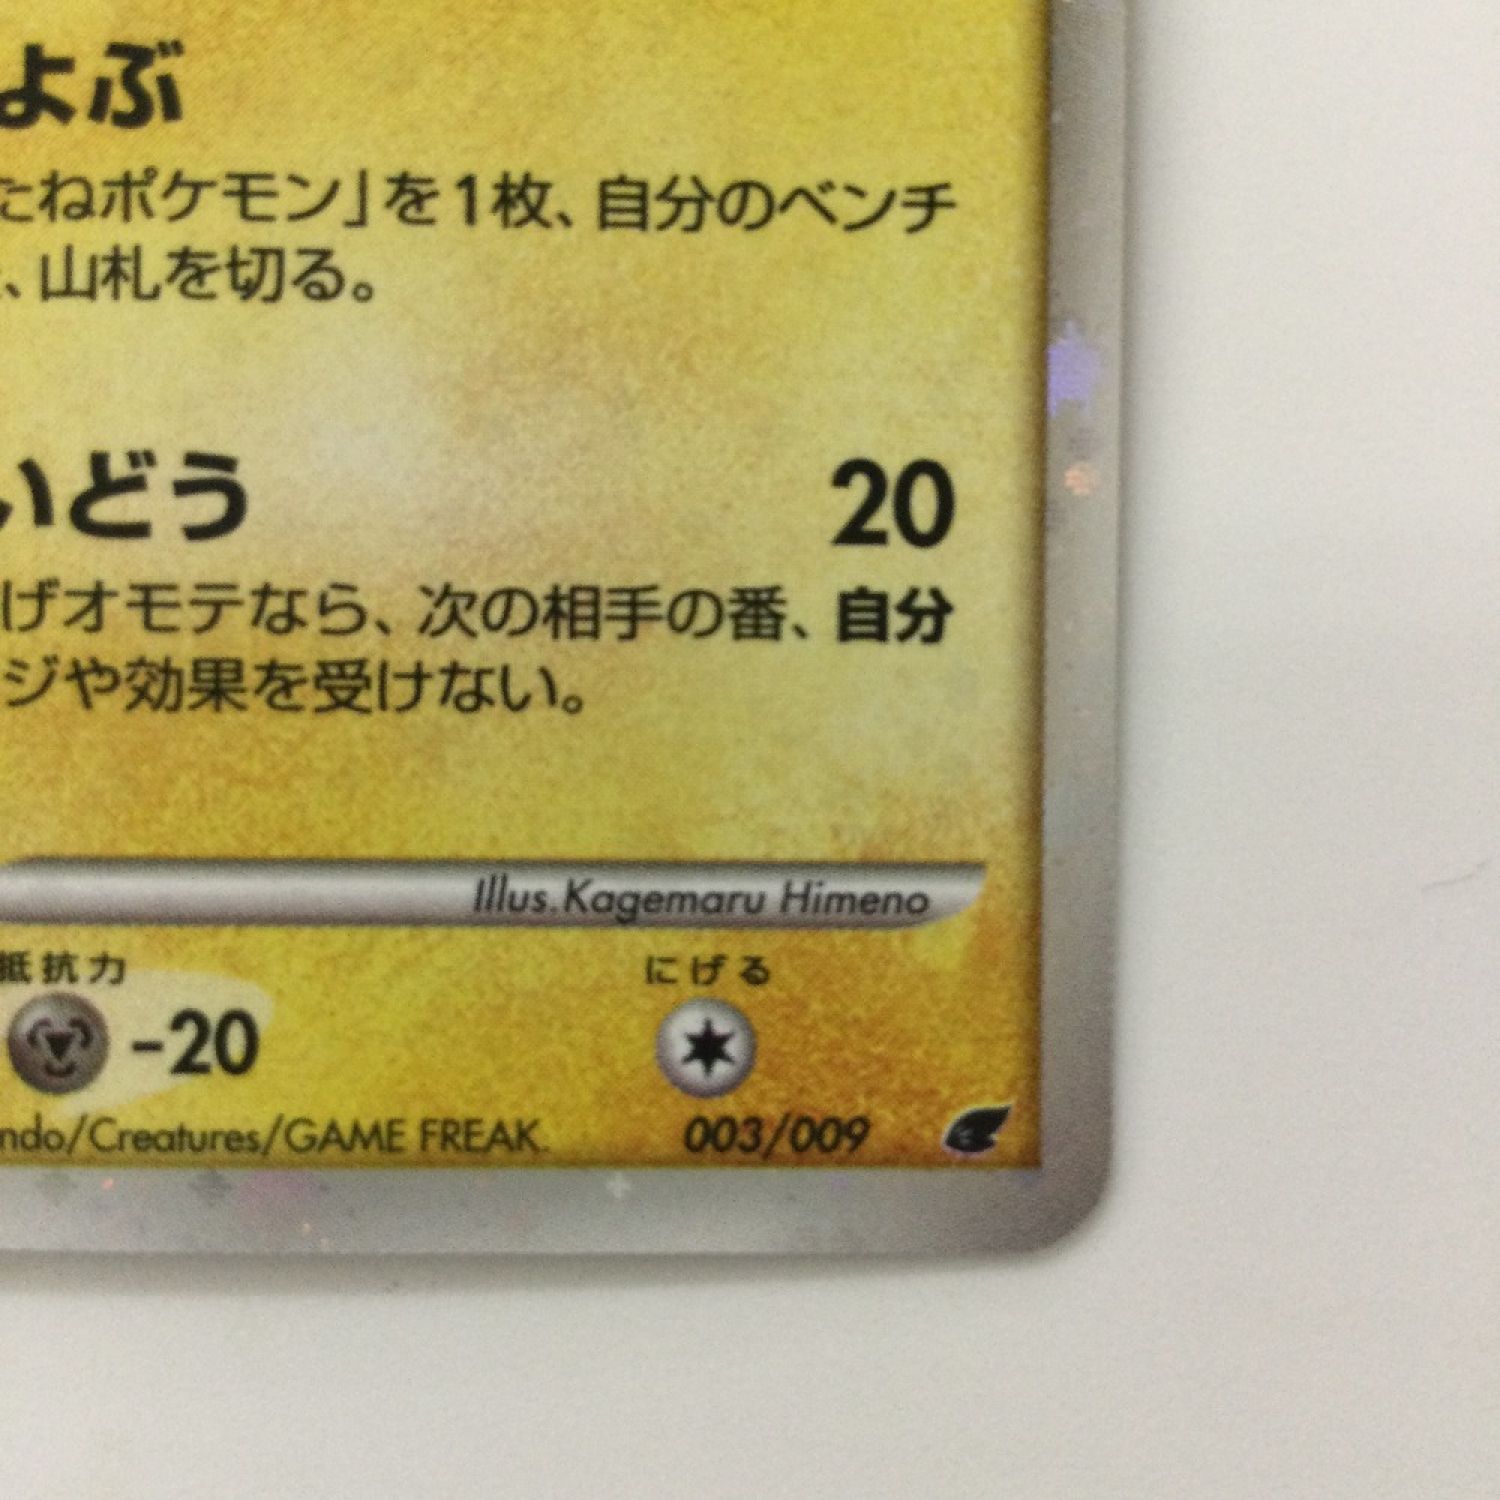 よぶ
たねポケモン」を1枚、自分のベンチ
、山札を切る。
いどう 20
げオモテなら、次の相手の番、自分
ジや効果を受けない。
Illus.Kagemaru Himeno
抵抗力 にげる
-20
ndo/Creatures/GAME FREAK. 003/009